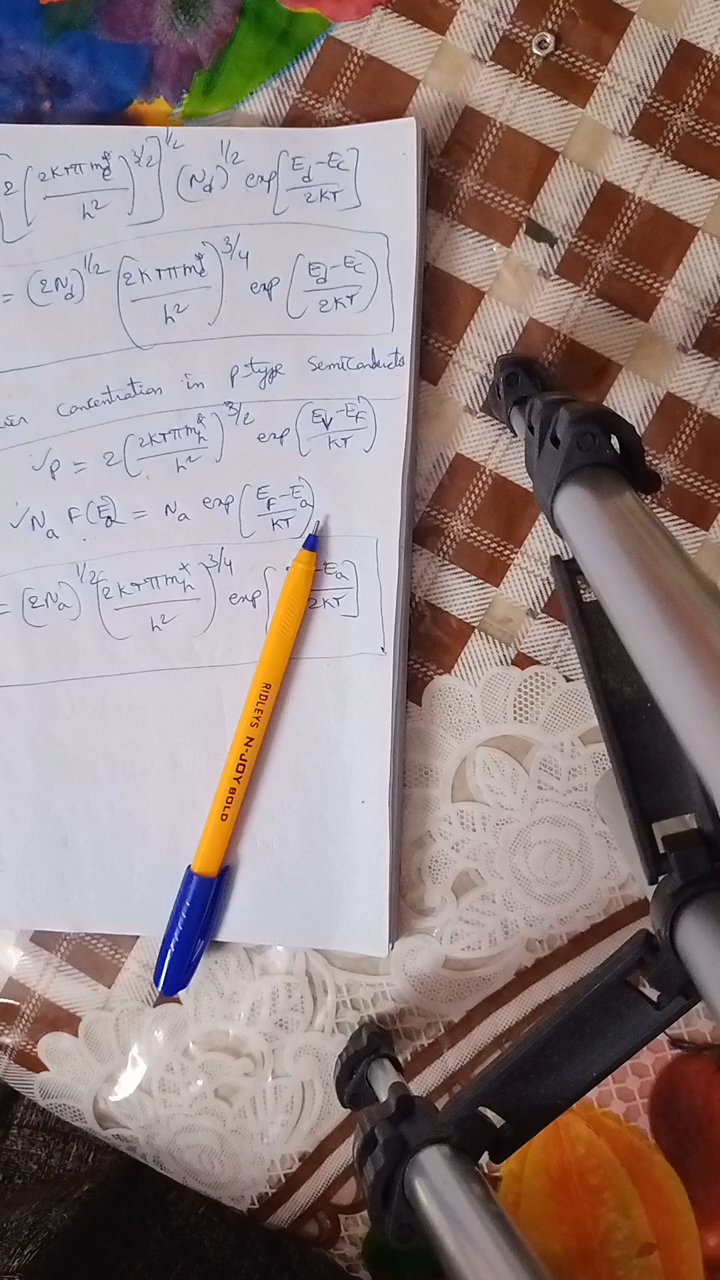 [2(2kTπm*e/h²)^3/2]^1/2 (Nd)^1/2 exp[Ed-Ec/2kT]
= (2Nd)^1/2 (2kTπm*e/h²)^3/4 exp(Ed-Ec/2kT)
Concentration in p-type Semiconductor
✓p = 2(2kTπm*h/h²)^3/2 exp(Ev-EF/kT)
✓Na F(Ea) = Na exp(EF-Ea/kT)
= (2Na)^1/2 (2kTπm*h/h²)^3/4 exp[-Ea/2kT]
RIDLEYS N-JOY BOLD